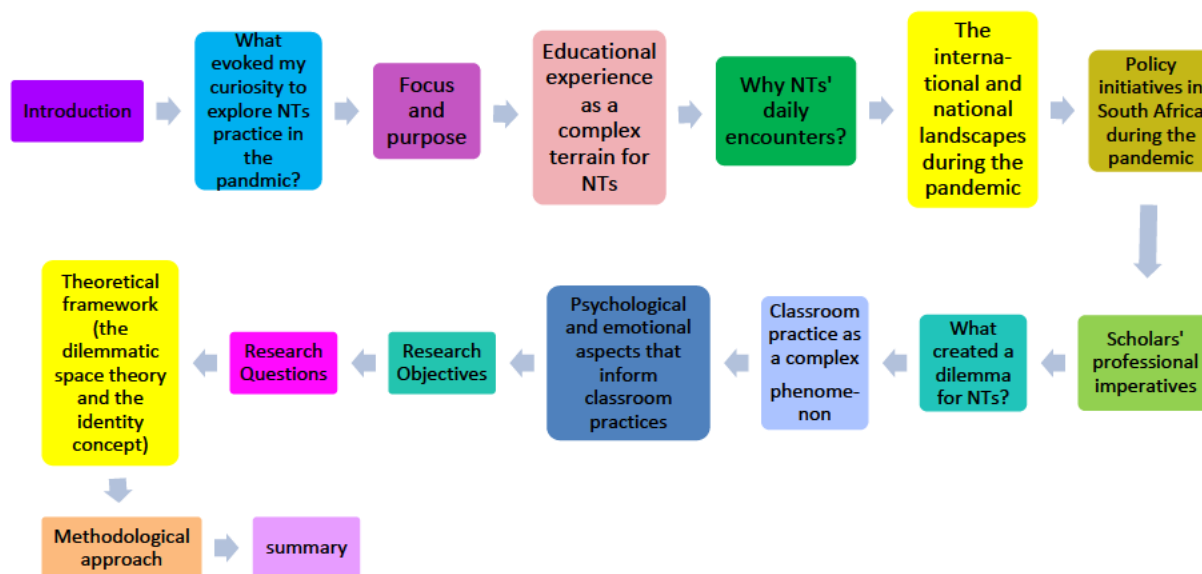 Introduction
What
evoked my
curiosity to
explore NTs
practice in
the
pandmic?
Focus
and
purpose
Educational
experience
as a
complex
terrain for
NTs
Why NTs'
daily
encounters?
The
interna-
tional and
national
landscapes
during the
pandemic
Policy
initiatives in
South Africa
during the
pandemic
Scholars'
professional
imperatives
What
created a
dilemma
for NTs?
Classroom
practice as
a complex
phenome-
non
Psychological
and emotional
aspects that
inform
classroom
practices
Research
Objectives
Research
Questions
Theoretical
framework
(the
dilemmatic
space theory
and the
identity
concept)
Methodological
approach
summary